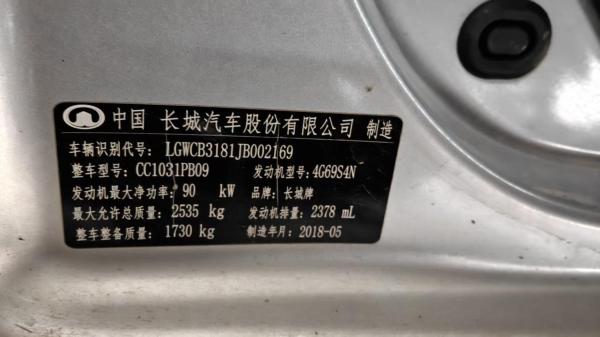 中国 长城汽车股份有限公司 制造
车辆识别代号: LGWCB3181JB002169
整车型号: CC1031PB09 发动机型号: 4G69S4N
发动机最大净功率: 90 kW 品牌: 长城牌
最大允许总质量: 2535 kg 发动机排量: 2378 mL
整车整备质量: 1730 kg 制造年月: 2018-05